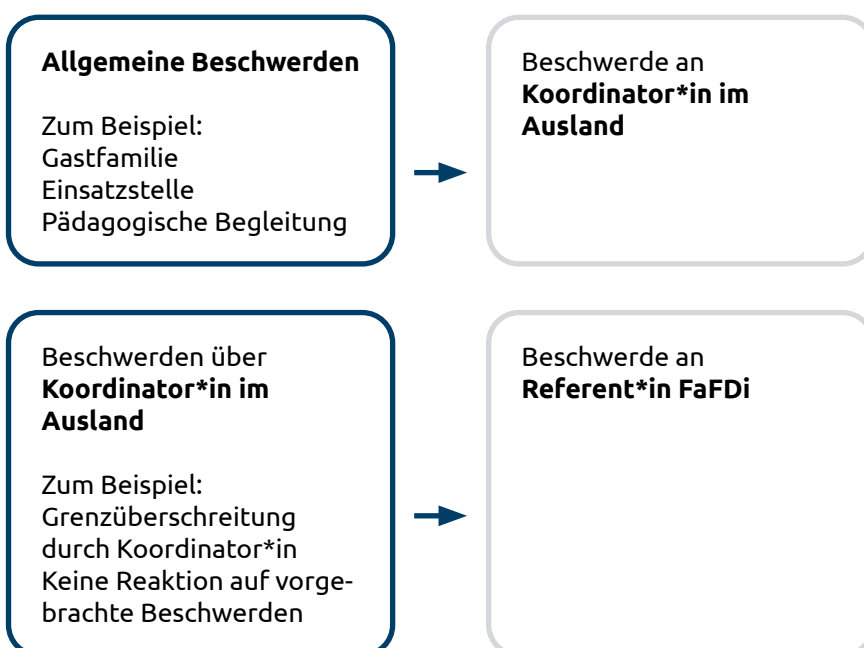 Allgemeine Beschwerden
Zum Beispiel:
Gastfamilie
Einsatzstelle
Pädagogische Begleitung
Beschwerde an
Koordinator*in im
Ausland
Beschwerden über
Koordinator*in im
Ausland
Zum Beispiel:
Grenzüberschreitung
durch Koordinator*in
Keine Reaktion auf vorge-
brachte Beschwerden
Beschwerde an
Referent*in FaFDi